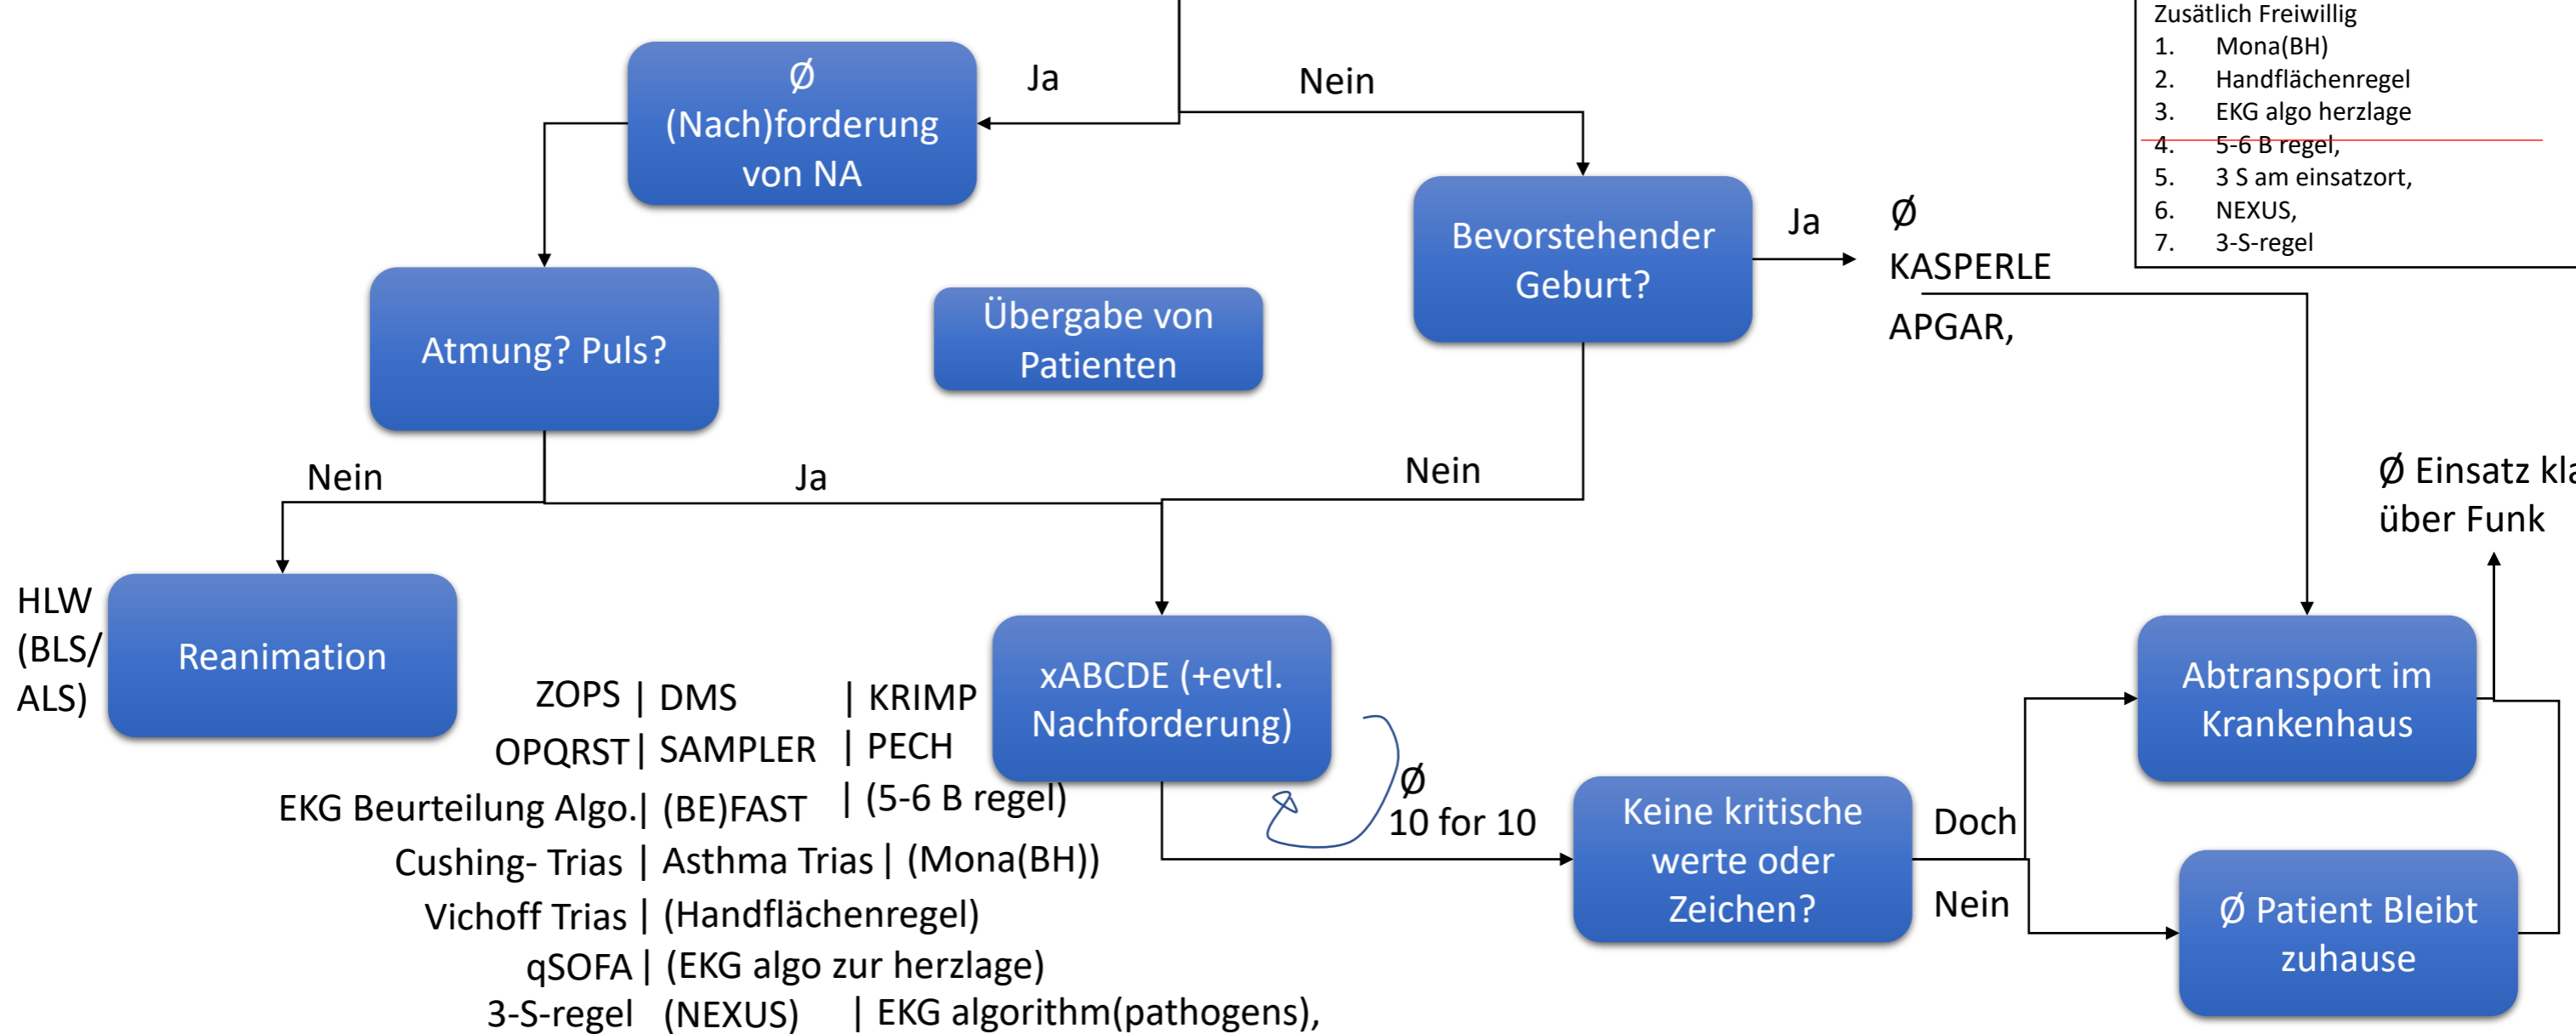 Zusätlich Freiwillig
1. Mona(BH)
2. Handflächenregel
3. EKG algo herzlage
4. 5-6 B regel,
5. 3 S am einsatzort,
6. NEXUS,
7. 3-S-regel
Ø
(Nach)forderung
von NA
Ja
Nein
Bevorstehender
Geburt?
Ja
Ø
KASPERLE
APGAR,
Atmung? Puls?
Übergabe von
Patienten
Nein
Ja
Nein
Ø Einsatz kla
über Funk
HLW
(BLS/
ALS)
Reanimation
xABCDE (+evtl.
Nachforderung)
Abtransport im
Krankenhaus
ZOPS | DMS | KRIMP
OPQRST | SAMPLER | PECH
EKG Beurteilung Algo. | (BE)FAST | (5-6 B regel)
Cushing- Trias | Asthma Trias | (Mona(BH))
Vichoff Trias | (Handflächenregel)
qSOFA | (EKG algo zur herzlage)
3-S-regel (NEXUS) | EKG algorithm(pathogens),
Ø
10 for 10
Keine kritische
werte oder
Zeichen?
Doch
Nein
Ø Patient Bleibt
zuhause